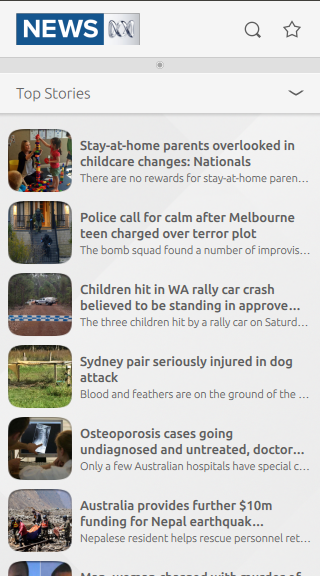 NEWS
Top Stories
Stay-at-home parents overlooked in
childcare changes: Nationals
There are no rewards for stay-at-home paren...
Police call for calm after Melbourne
teen charged over terror plot
The bomb squad found a number of improvis...
Children hit in WA rally car crash
believed to be standing in approve...
The three children hit by a rally car on Saturd...
Sydney pair seriously injured in dog
attack
Blood and feathers are on the ground of the ...
Osteoporosis cases going
undiagnosed and untreated, doctor...
Only a few Australian hospitals have special c...
Australia provides further $10m
funding for Nepal earthquak...
Nepalese resident helps rescue personnel ret...